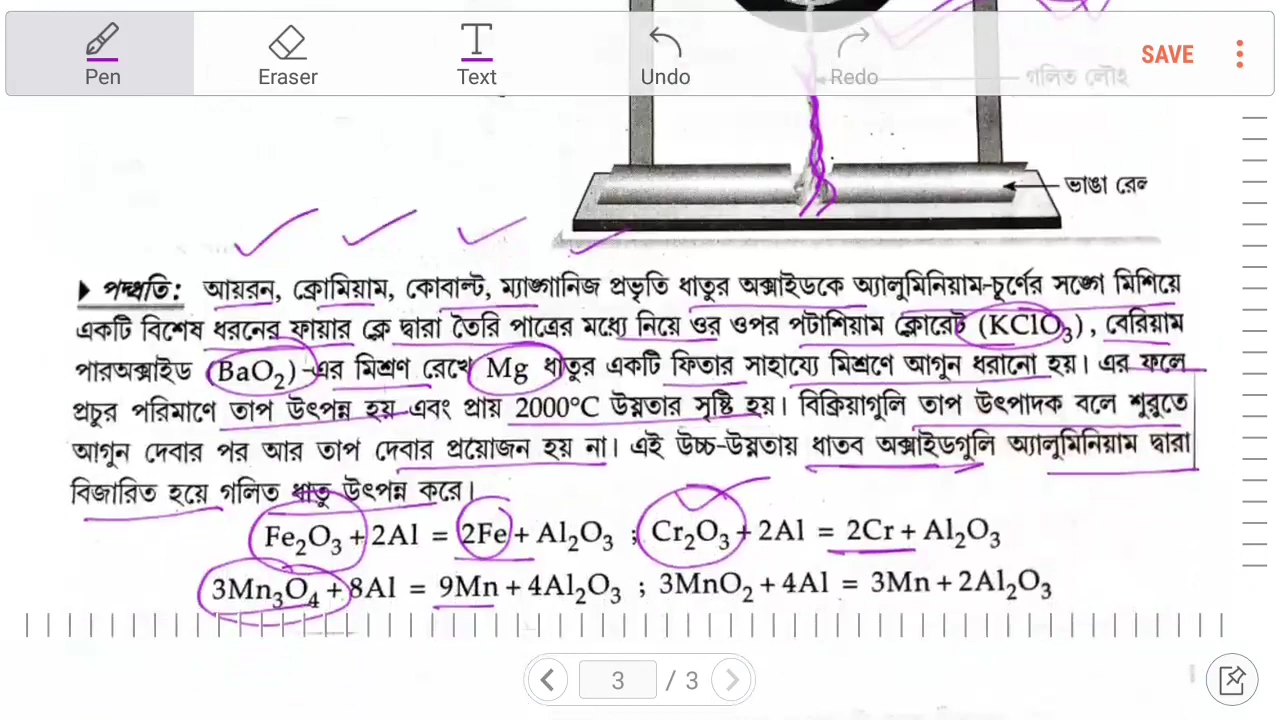 Pen
Eraser
Text
Undo
Redo
SAVE
গলিত লৌহ
ভাঙা রেল
▶ পদ্ধতি: আয়রন, ক্রোমিয়াম, কোবাল্ট, ম্যাঙ্গানিজ প্রভৃতি ধাতুর অক্সাইডকে অ্যালুমিনিয়াম-চূর্ণের সঙ্গে মিশিয়ে
একটি বিশেষ ধরনের ফায়ার ক্লে দ্বারা তৈরি পাত্রের মধ্যে নিয়ে ওর ওপর পটাশিয়াম ক্লোরেট (KClO₃), বেরিয়াম
পারঅক্সাইড (BaO₂)-এর মিশ্রণ রেখে Mg ধাতুর একটি ফিতার সাহায্যে মিশ্রণে আগুন ধরানো হয়। এর ফলে
প্রচুর পরিমাণে তাপ উৎপন্ন হয় এবং প্রায় 2000°C উষ্ণতার সৃষ্টি হয়। বিক্রিয়াগুলি তাপ উৎপাদক বলে শুরুতে
আগুন দেবার পর আর তাপ দেবার প্রয়োজন হয় না। এই উচ্চ-উষ্ণতায় ধাতব অক্সাইডগুলি অ্যালুমিনিয়াম দ্বারা
বিজারিত হয়ে গলিত ধাতু উৎপন্ন করে।
Fe₂O₃ + 2Al = 2Fe + Al₂O₃ ; Cr₂O₃ + 2Al = 2Cr + Al₂O₃
3Mn₃O₄ + 8Al = 9Mn + 4Al₂O₃ ; 3MnO₂ + 4Al = 3Mn + 2Al₂O₃
3 / 3